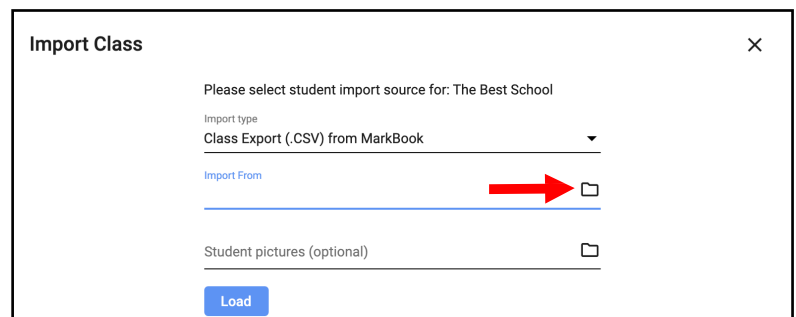 Import Class
Please select student import source for: The Best School
Import type
Class Export (.CSV) from MarkBook
Import From
Student pictures (optional)
Load